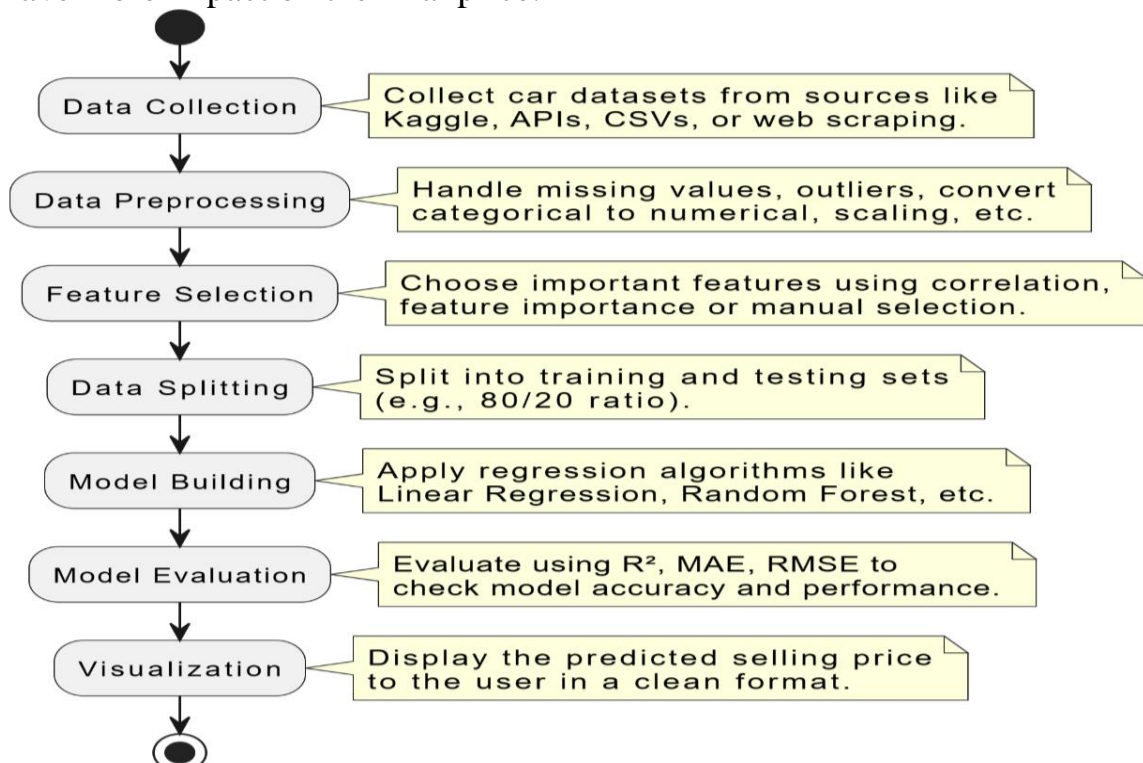 Data Collection
Collect car datasets from sources like
Kaggle, APIs, CSVs, or web scraping.
Data Preprocessing
Handle missing values, outliers, convert
categorical to numerical, scaling, etc.
Feature Selection
Choose important features using correlation,
feature importance or manual selection.
Data Splitting
Split into training and testing sets
(e.g., 80/20 ratio).
Model Building
Apply regression algorithms like
Linear Regression, Random Forest, etc.
Model Evaluation
Evaluate using R², MAE, RMSE to
check model accuracy and performance.
Visualization
Display the predicted selling price
to the user in a clean format.